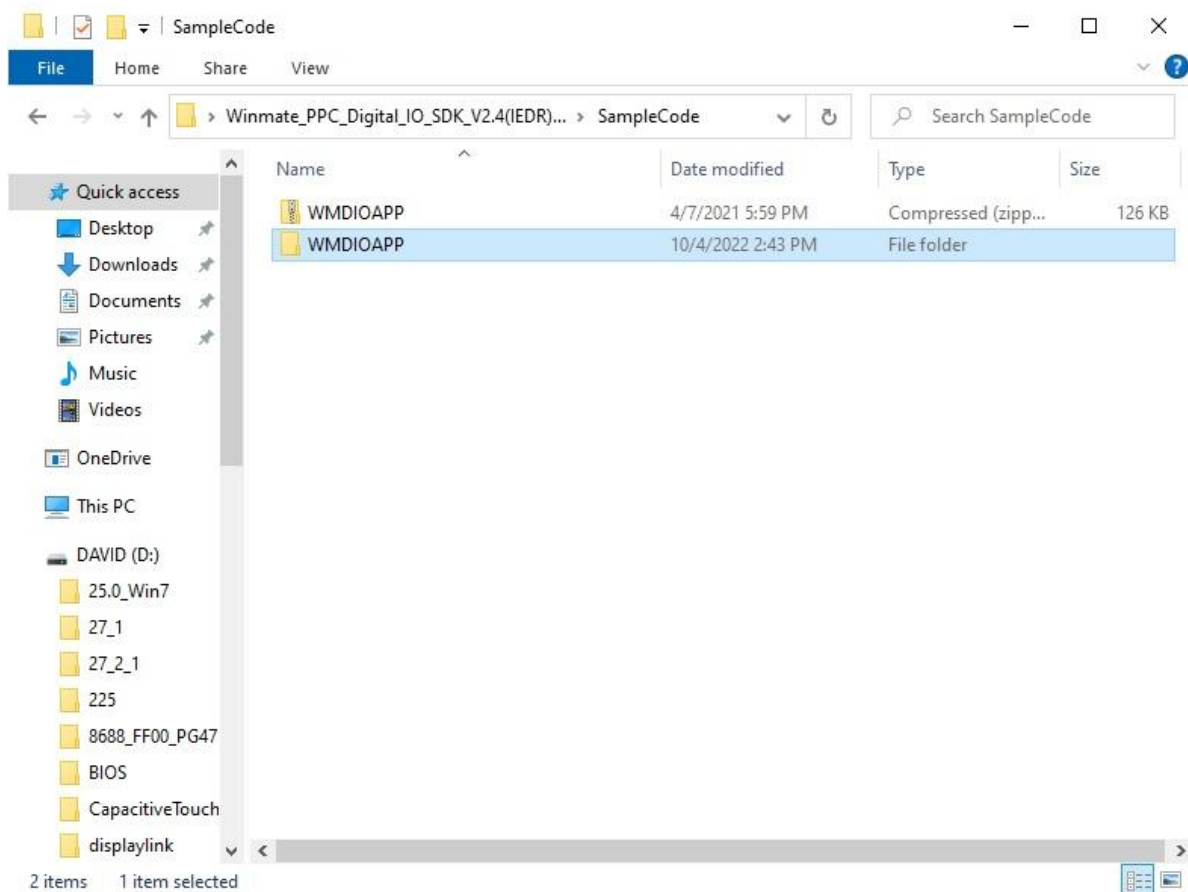 SampleCode
File Home Share View
Winmate_PPC_Digital_IO_SDK_V2.4(IEDR)... > SampleCode Search SampleCode
Name Date modified Type Size
WMDIOAPP 4/7/2021 5:59 PM Compressed (zipp... 126 KB
WMDIOAPP 10/4/2022 2:43 PM File folder
Quick access
Desktop
Downloads
Documents
Pictures
Music
Videos
OneDrive
This PC
DAVID (D:)
25.0_Win7
27_1
27_2_1
225
8688_FF00_PG47
BIOS
CapacitiveTouch
displaylink
2 items 1 item selected